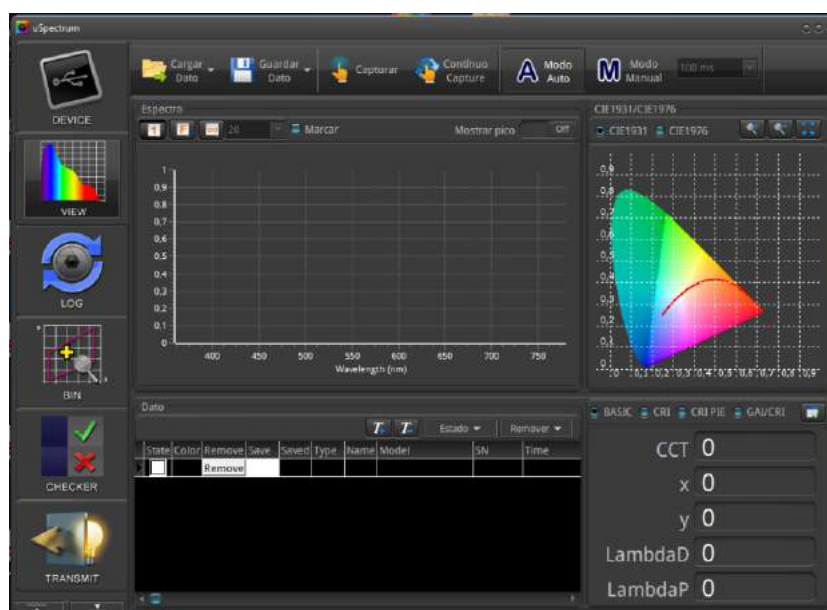 uSpectrum
DEVICE
VIEW
LOG
BIN
CHECKER
TRANSMIT
Cargar Dato
Guardar Dato
Capturar
Continuo Capture
A Modo Auto
M Modo Manual
100 ms
Espectro
1 F ∞ 20 Marcar Mostrar pico Off
1
0,9
0,8
0,7
0,6
0,5
0,4
0,3
0,2
0,1
0
400 450 500 550 600 650 700 750
Wavelength (nm)
CIE1931/CIE1976
CIE1931 CIE1976
0,9
0,8
0,7
0,6
0,5
0,4
0,3
0,2
0,1
0
0 0,1 0,2 0,3 0,4 0,5 0,6 0,7 0,8 0,9
Dato
Estado Remover
State Color Remove Save Saved Type Name Model SN Time
Remove
BASIC CRI CRI PIE GAI/CRI
CCT 0
x 0
y 0
LambdaD 0
LambdaP 0